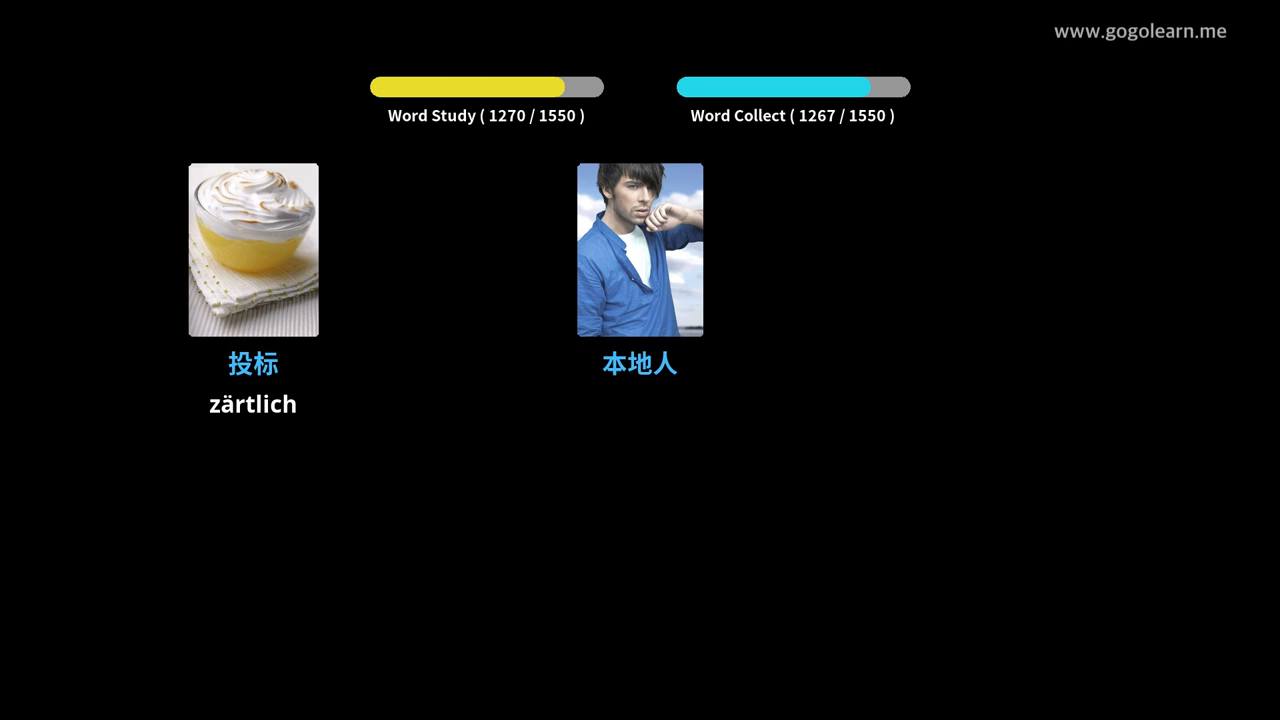 www.gogolearn.me
Word Study ( 1270 / 1550 )
Word Collect ( 1267 / 1550 )
投标
zärtlich
本地人